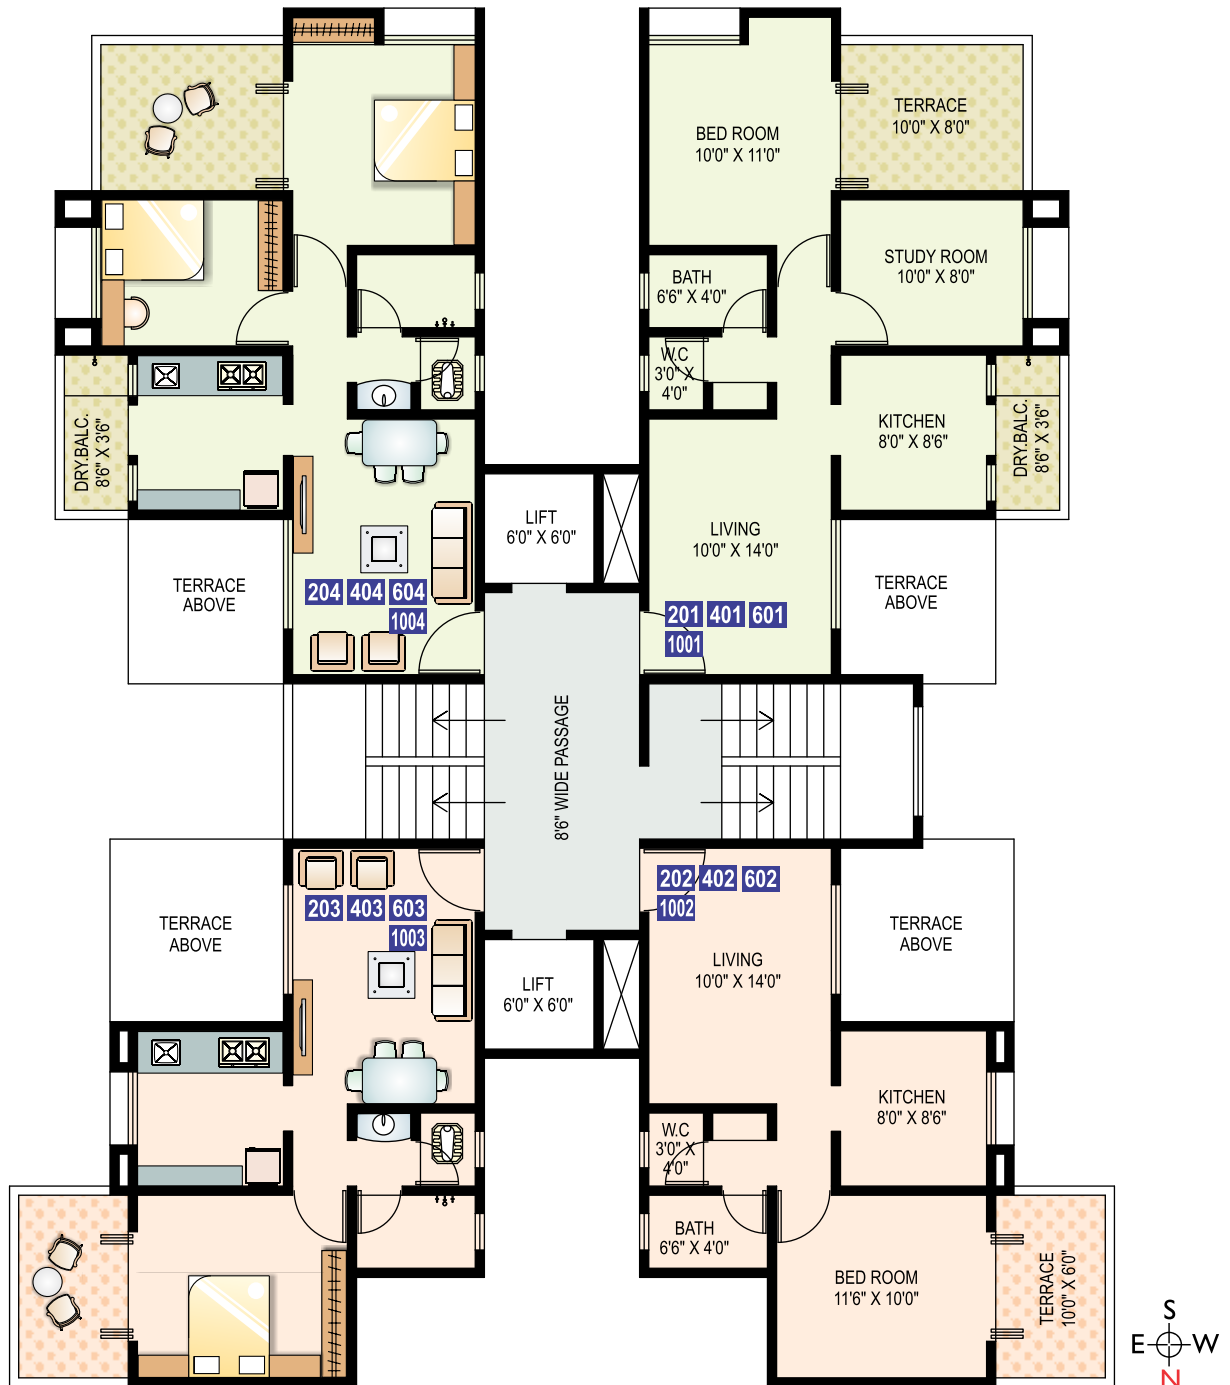 TERRACE
10'0" X 8'0"
BED ROOM
10'0" X 11'0"
STUDY ROOM
10'0" X 8'0"
BATH
6'6" X 4'0"
W.C
3'0" X
4'0"
KITCHEN
8'0" X 8'6"
DRY.BALC.
8'6" X 3'6"
DRY.BALC.
8'6" X 3'6"
LIFT
6'0" X 6'0"
LIVING
10'0" X 14'0"
TERRACE
ABOVE
TERRACE
ABOVE
204 404 604
1004
201 401 601
1001
8'6" WIDE PASSAGE
202 402 602
1002
203 403 603
1003
TERRACE
ABOVE
TERRACE
ABOVE
LIVING
10'0" X 14'0"
LIFT
6'0" X 6'0"
KITCHEN
8'0" X 8'6"
W.C
3'0" X
4'0"
BATH
6'6" X 4'0"
BED ROOM
11'6" X 10'0"
TERRACE
10'0" X 6'0"
S
E W
N